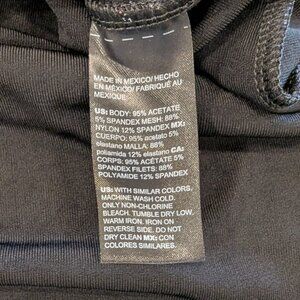 MADE IN MEXICO/ HECHO
EN MÉXICO/ FABRIQUÉ AU
MEXIQUE
US: BODY: 95% ACETATE
5% SPANDEX MESH: 88%
NYLON 12% SPANDEX MX:
CUERPO: 95% acetato 5%
elastano MALLA: 88%
poliamida 12% elastano CA:
CORPS: 95% ACÉTATE 5%
SPANDEX FILETS: 88%
POLYAMIDE 12% SPANDEX
US: WITH SIMILAR COLORS.
MACHINE WASH COLD.
ONLY NON-CHLORINE
BLEACH. TUMBLE DRY LOW.
WARM IRON. IRON ON
REVERSE SIDE. DO NOT
DRY CLEAN MX: CON
COLORES SIMILARES.